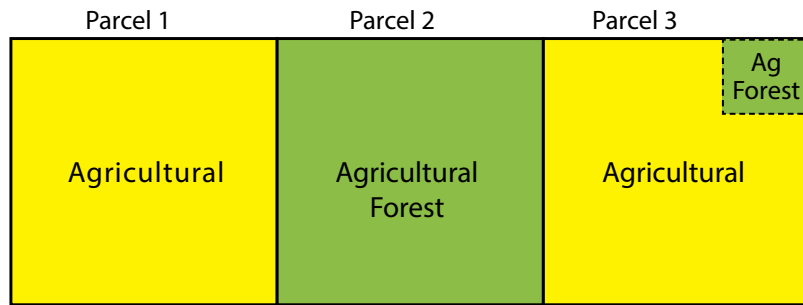 Parcel 1
Parcel 2
Parcel 3
Ag
Forest
Agricultural
Agricultural
Forest
Agricultural